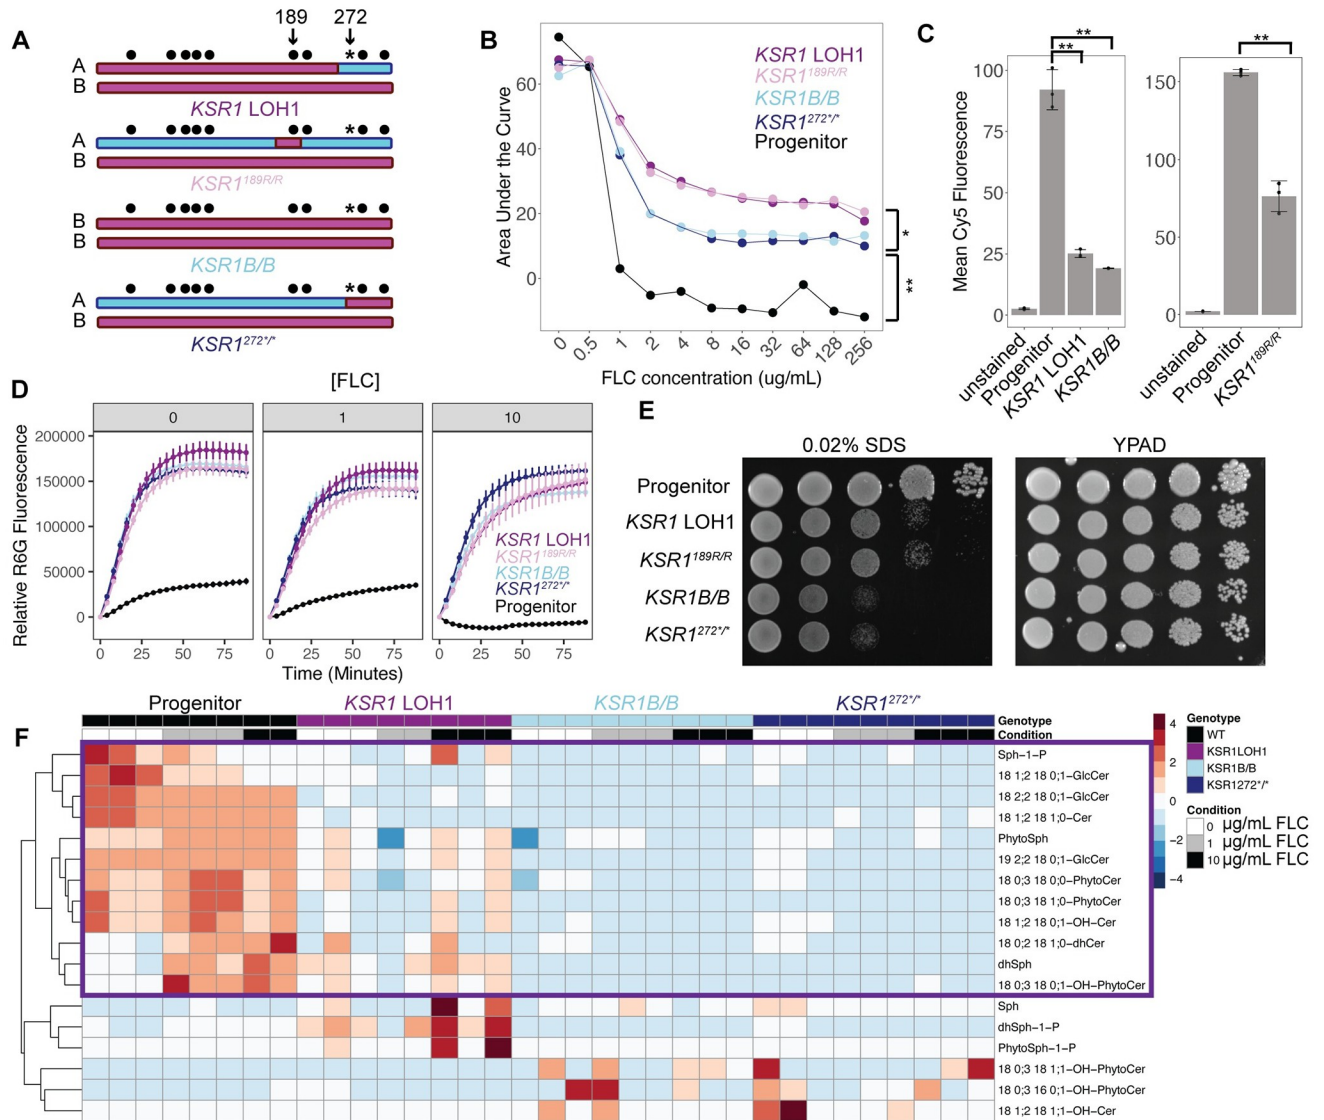 A
189 272
*
A
B
KSR1 LOH1
*
A
B
KSR1189R/R
*
B
B
KSR1B/B
*
A
B
KSR1272*/*
B
Area Under the Curve
60
40
20
0
KSR1 LOH1
KSR1189R/R
KSR1B/B
KSR1272*/*
Progenitor
*
**
0 0.5 1 2 4 8 16 32 64 128 256
FLC concentration (ug/mL)
C
Mean Cy5 Fluorescence
100
75
50
25
0
**
**
unstained
Progenitor
KSR1 LOH1
KSR1B/B
150
100
50
0
**
unstained
Progenitor
KSR1189R/R
D
[FLC]
0 1 10
Relative R6G Fluorescence
200000
150000
100000
50000
0
KSR1 LOH1
KSR1189R/R
KSR1B/B
KSR1272*/*
Progenitor
0 25 50 75 0 25 50 75 0 25 50 75
Time (Minutes)
E
0.02% SDS YPAD
Progenitor
KSR1 LOH1
KSR1189R/R
KSR1B/B
KSR1272*/*
F
Progenitor KSR1 LOH1 KSR1B/B KSR1272*/*
Genotype
Condition
Sph-1-P
18 1;2 18 0;1-GlcCer
18 2;2 18 0;1-GlcCer
18 1;2 18 1;0-Cer
PhytoSph
19 2;2 18 0;1-GlcCer
18 0;3 18 0;0-PhytoCer
18 0;3 18 1;0-PhytoCer
18 1;2 18 0;1-OH-Cer
18 0;2 18 1;0-dhCer
dhSph
18 0;3 18 0;1-OH-PhytoCer
Sph
dhSph-1-P
PhytoSph-1-P
18 0;3 18 1;1-OH-PhytoCer
18 0;3 16 0;1-OH-PhytoCer
18 1;2 18 1;1-OH-Cer
4
2
0
-2
-4
Genotype
WT
KSR1LOH1
KSR1B/B
KSR1272*/*
Condition
0 µg/mL FLC
1 µg/mL FLC
10 µg/mL FLC